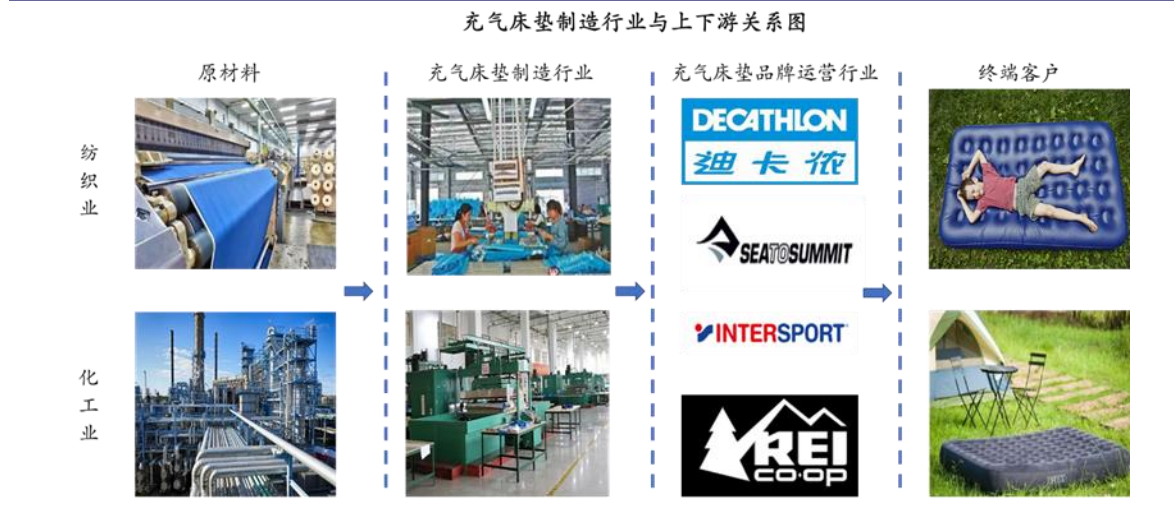 充气床垫制造行业与上下游关系图
原材料
充气床垫制造行业
充气床垫品牌运营行业
终端客户
纺织业
化工业
DECATHLON
迪卡侬
SEATOSUMMIT
INTERSPORT
REI
co·op